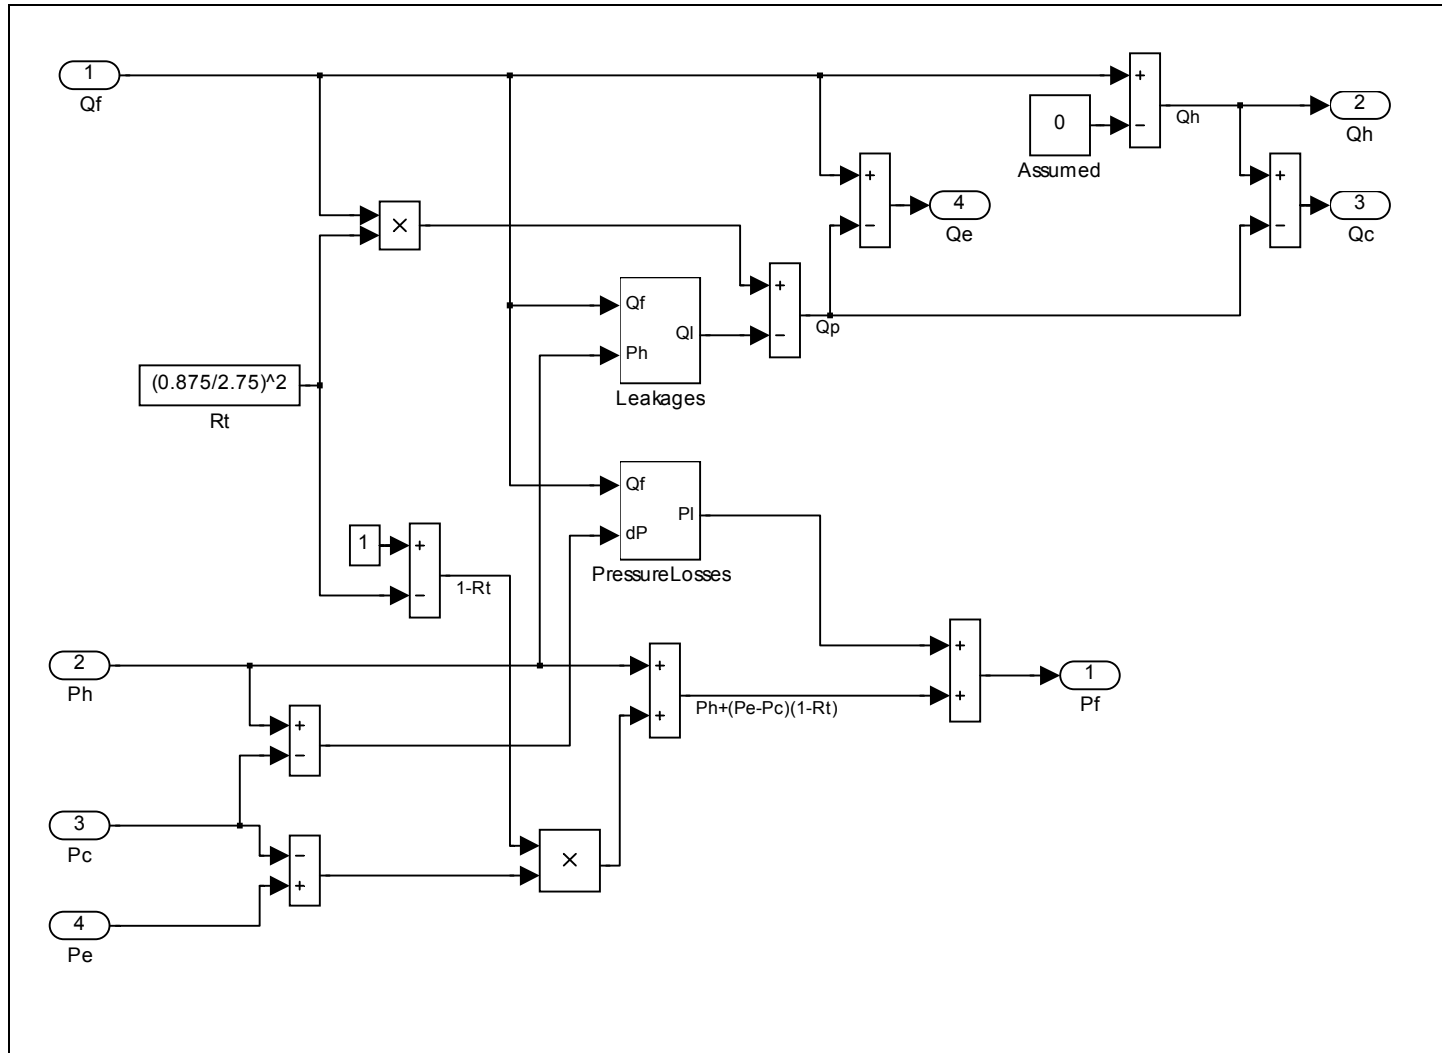 1
Qf
+
−
Qh
2
Qh
0
Assumed
+
−
4
Qe
+
−
3
Qc
×
+
−
Qp
Qf
Ph
Ql
Leakages
(0.875/2.75)^2
Rt
Qf
dP
Pl
PressureLosses
1
+
−
1-Rt
2
Ph
+
−
+
+
Ph+(Pe-Pc)(1-Rt)
+
+
1
Pf
3
Pc
−
+
×
4
Pe